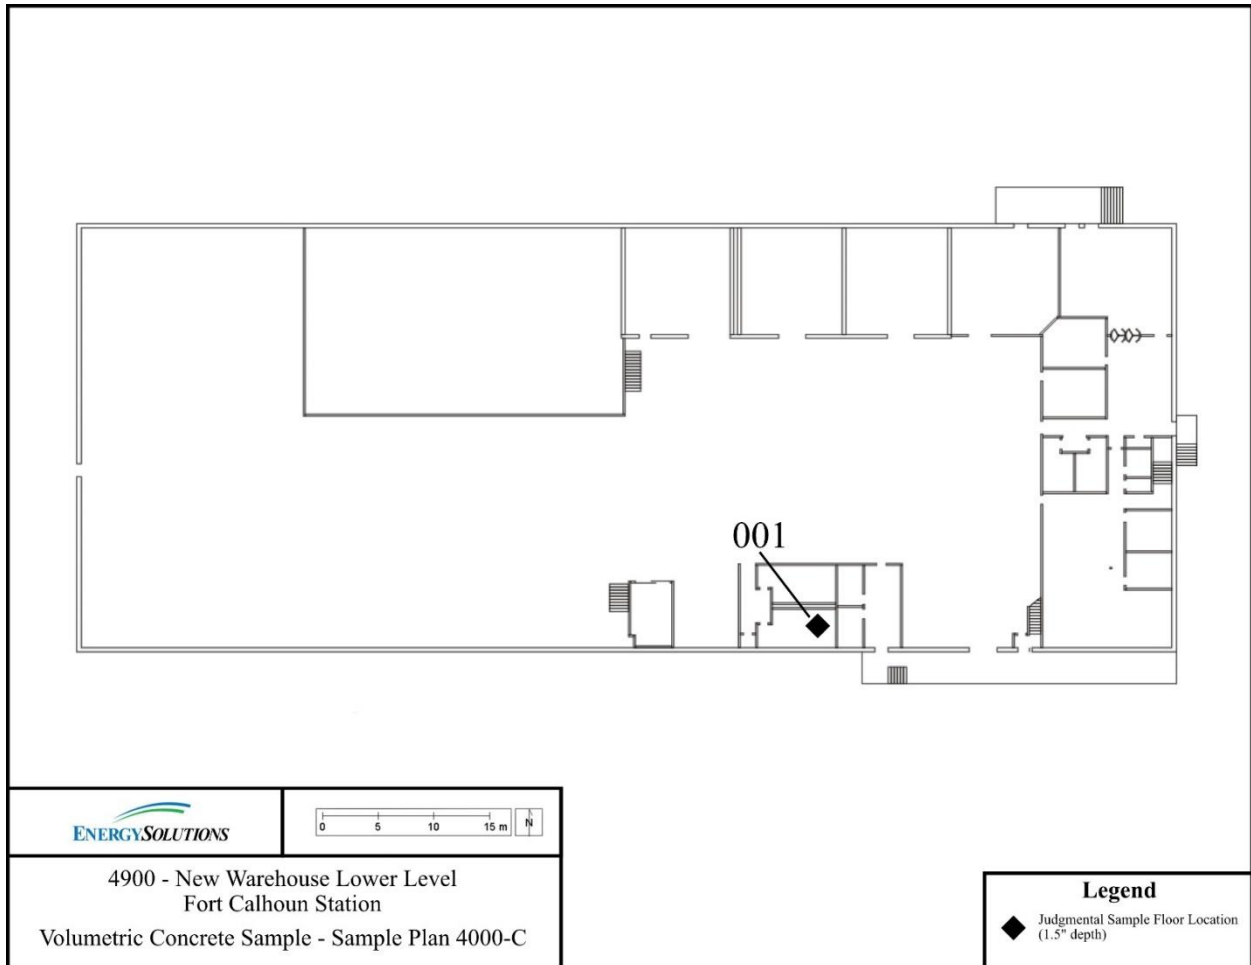 001
ENERGYSOLUTIONS
0 5 10 15 m N
4900 - New Warehouse Lower Level
Fort Calhoun Station
Volumetric Concrete Sample - Sample Plan 4000-C
Legend
Judgmental Sample Floor Location
(1.5" depth)